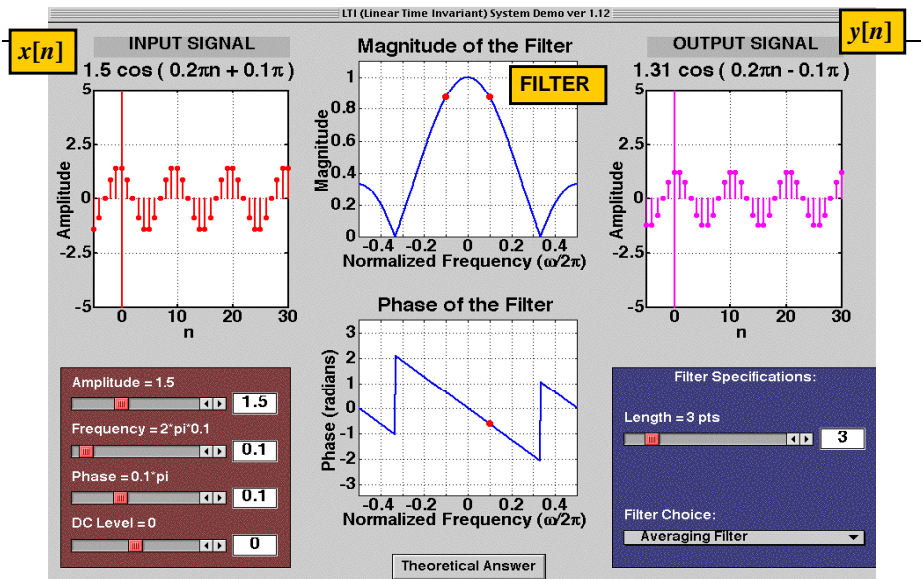 LTI (Linear Time Invariant) System Demo ver 1.12
x[n]
INPUT SIGNAL
1.5 cos ( 0.2πn + 0.1π )
5
2.5
0
-2.5
-5
Amplitude
0 10 20 30
n
Magnitude of the Filter
FILTER
1
0.8
0.6
0.4
0.2
0
Magnitude
-0.4 -0.2 0 0.2 0.4
Normalized Frequency (ω/2π)
y[n]
OUTPUT SIGNAL
1.31 cos ( 0.2πn - 0.1π )
5
2.5
0
-2.5
-5
Amplitude
0 10 20 30
n
Phase of the Filter
3
2
1
0
-1
-2
-3
Phase (radians)
-0.4 -0.2 0 0.2 0.4
Normalized Frequency (ω/2π)
Amplitude = 1.5
1.5
Frequency = 2*pi*0.1
0.1
Phase = 0.1*pi
0.1
DC Level = 0
0
Theoretical Answer
Filter Specifications:
Length = 3 pts
3
Filter Choice:
Averaging Filter